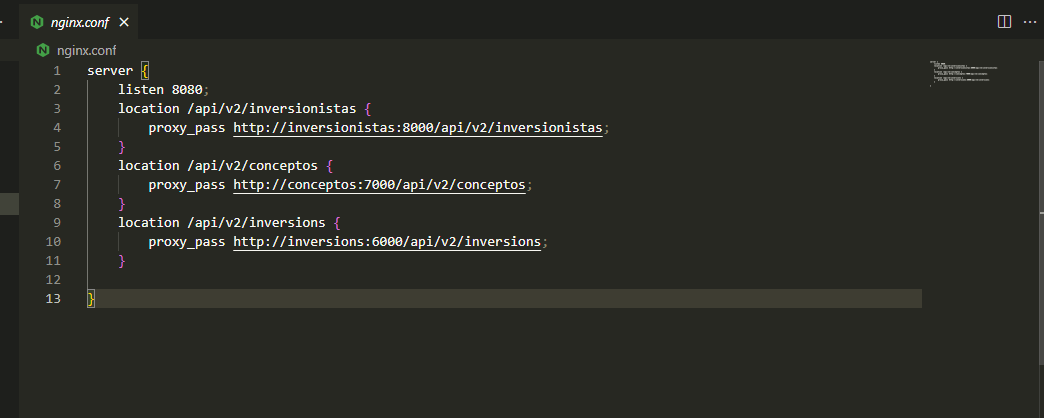 nginx.conf
nginx.conf
1 server {
2 listen 8080;
3 location /api/v2/inversionistas {
4 proxy_pass http://inversionistas:8000/api/v2/inversionistas;
5 }
6 location /api/v2/conceptos {
7 proxy_pass http://conceptos:7000/api/v2/conceptos;
8 }
9 location /api/v2/inversions {
10 proxy_pass http://inversions:6000/api/v2/inversions;
11 }
12
13 }